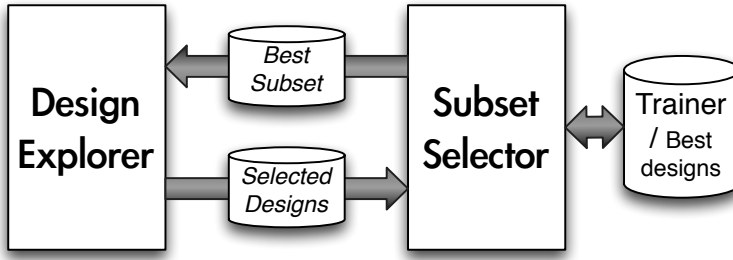 Design
Explorer
Best
Subset
Selected
Designs
Subset
Selector
Trainer
/ Best
designs